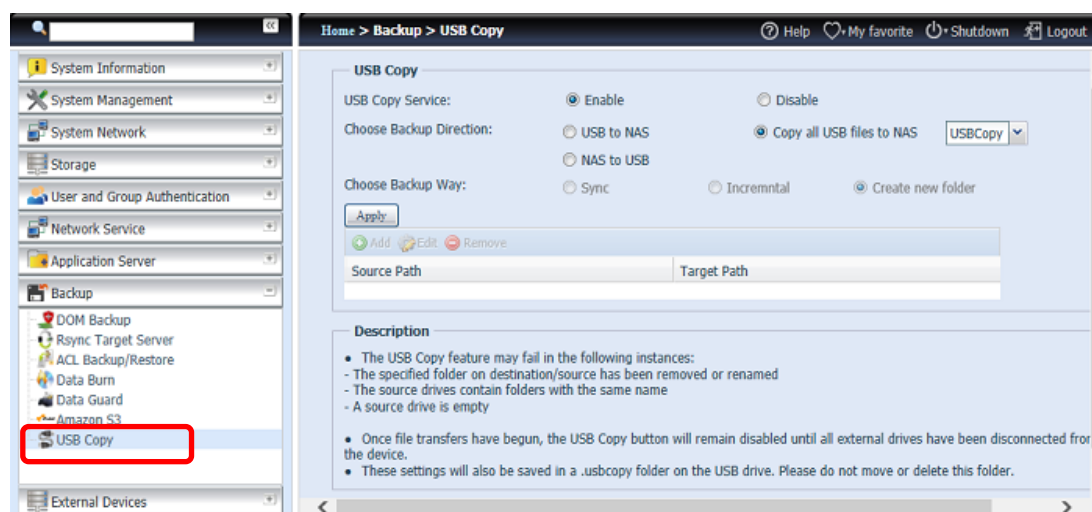 Home > Backup > USB Copy
Help My favorite Shutdown Logout
System Information
System Management
System Network
Storage
User and Group Authentication
Network Service
Application Server
Backup
DOM Backup
Rsync Target Server
ACL Backup/Restore
Data Burn
Data Guard
Amazon S3
USB Copy
External Devices
USB Copy
USB Copy Service: Enable Disable
Choose Backup Direction: USB to NAS Copy all USB files to NAS USBCopy
NAS to USB
Choose Backup Way: Sync Incremntal Create new folder
Apply
Add Edit Remove
Source Path Target Path
Description
• The USB Copy feature may fail in the following instances:
- The specified folder on destination/source has been removed or renamed
- The source drives contain folders with the same name
- A source drive is empty
• Once file transfers have begun, the USB Copy button will remain disabled until all external drives have been disconnected from
the device.
• These settings will also be saved in a .usbcopy folder on the USB drive. Please do not move or delete this folder.